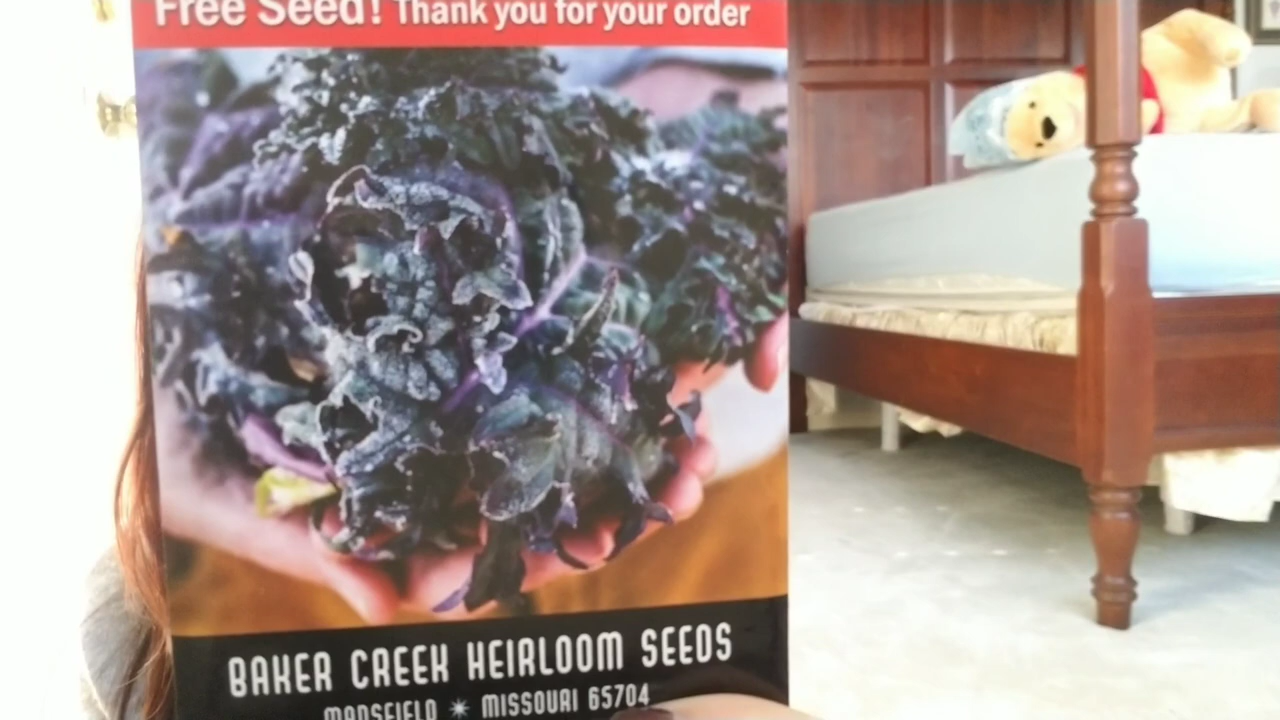 Free Seed! Thank you for your order
BAKER CREEK HEIRLOOM SEEDS
MANSFIELD ✷ MISSOURI 65704